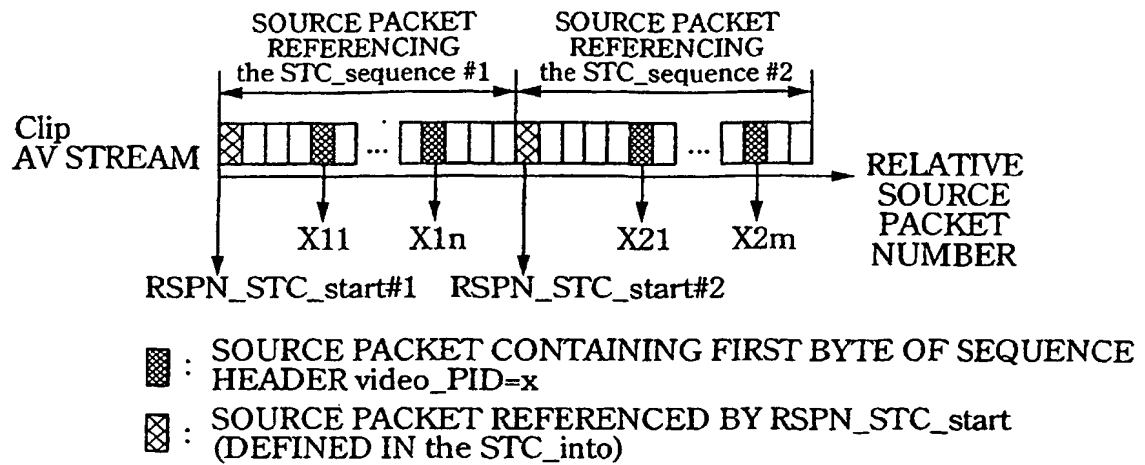 SOURCE PACKET
REFERENCING
the STC_sequence #1
SOURCE PACKET
REFERENCING
the STC_sequence #2
Clip
AV STREAM
...
...
RELATIVE
SOURCE
PACKET
NUMBER
X11
X1n
X21
X2m
RSPN_STC_start#1
RSPN_STC_start#2
: SOURCE PACKET CONTAINING FIRST BYTE OF SEQUENCE
HEADER video_PID=x
: SOURCE PACKET REFERENCED BY RSPN_STC_start
(DEFINED IN the STC_into)